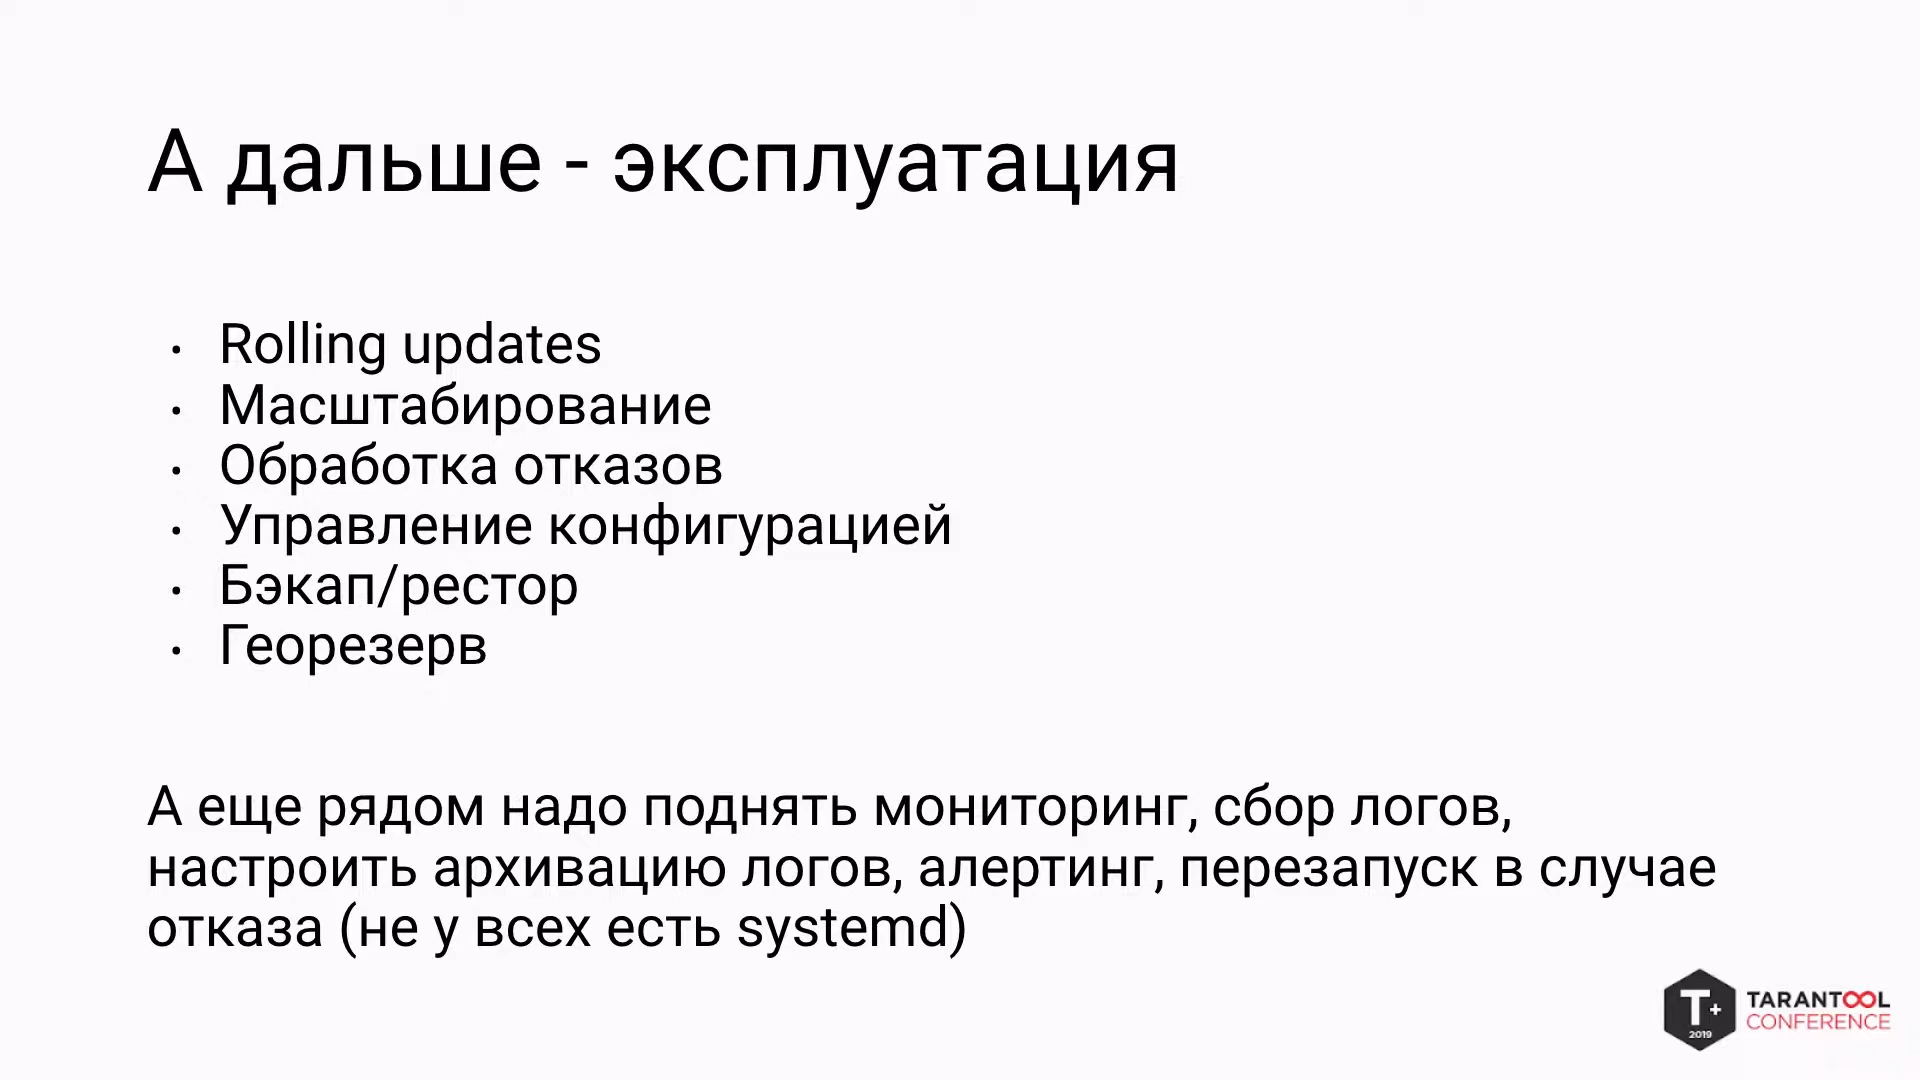 А дальше - эксплуатация
• Rolling updates
• Масштабирование
• Обработка отказов
• Управление конфигурацией
• Бэкап/рестор
• Георезерв
А еще рядом надо поднять мониторинг, сбор логов,
настроить архивацию логов, алертинг, перезапуск в случае
отказа (не у всех есть systemd)
T+
2019
TARANTOOL
CONFERENCE